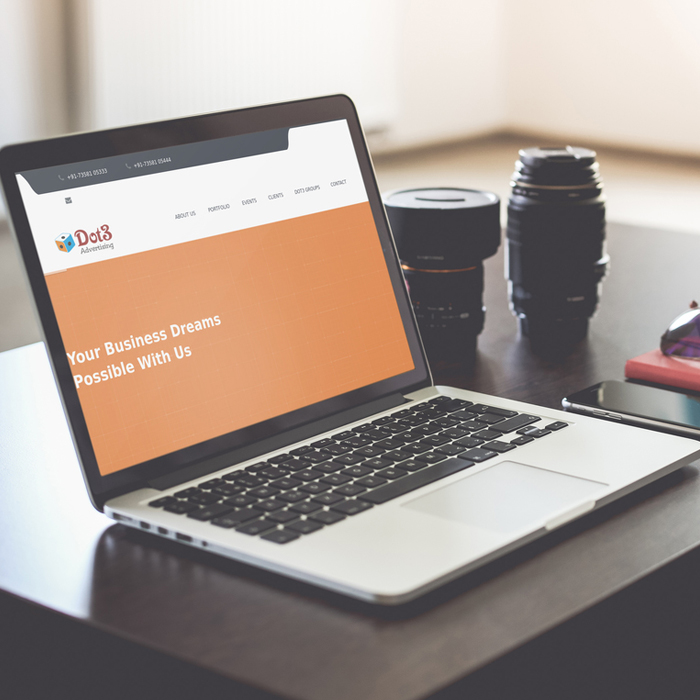 +91-73581 05333
+91-73581 05444
ABOUT US
PORTFOLIO
EVENTS
CLIENTS
DOT3 GROUPS
CONTACT
Dot3
Advertising
Your Business Dreams
Possible With Us